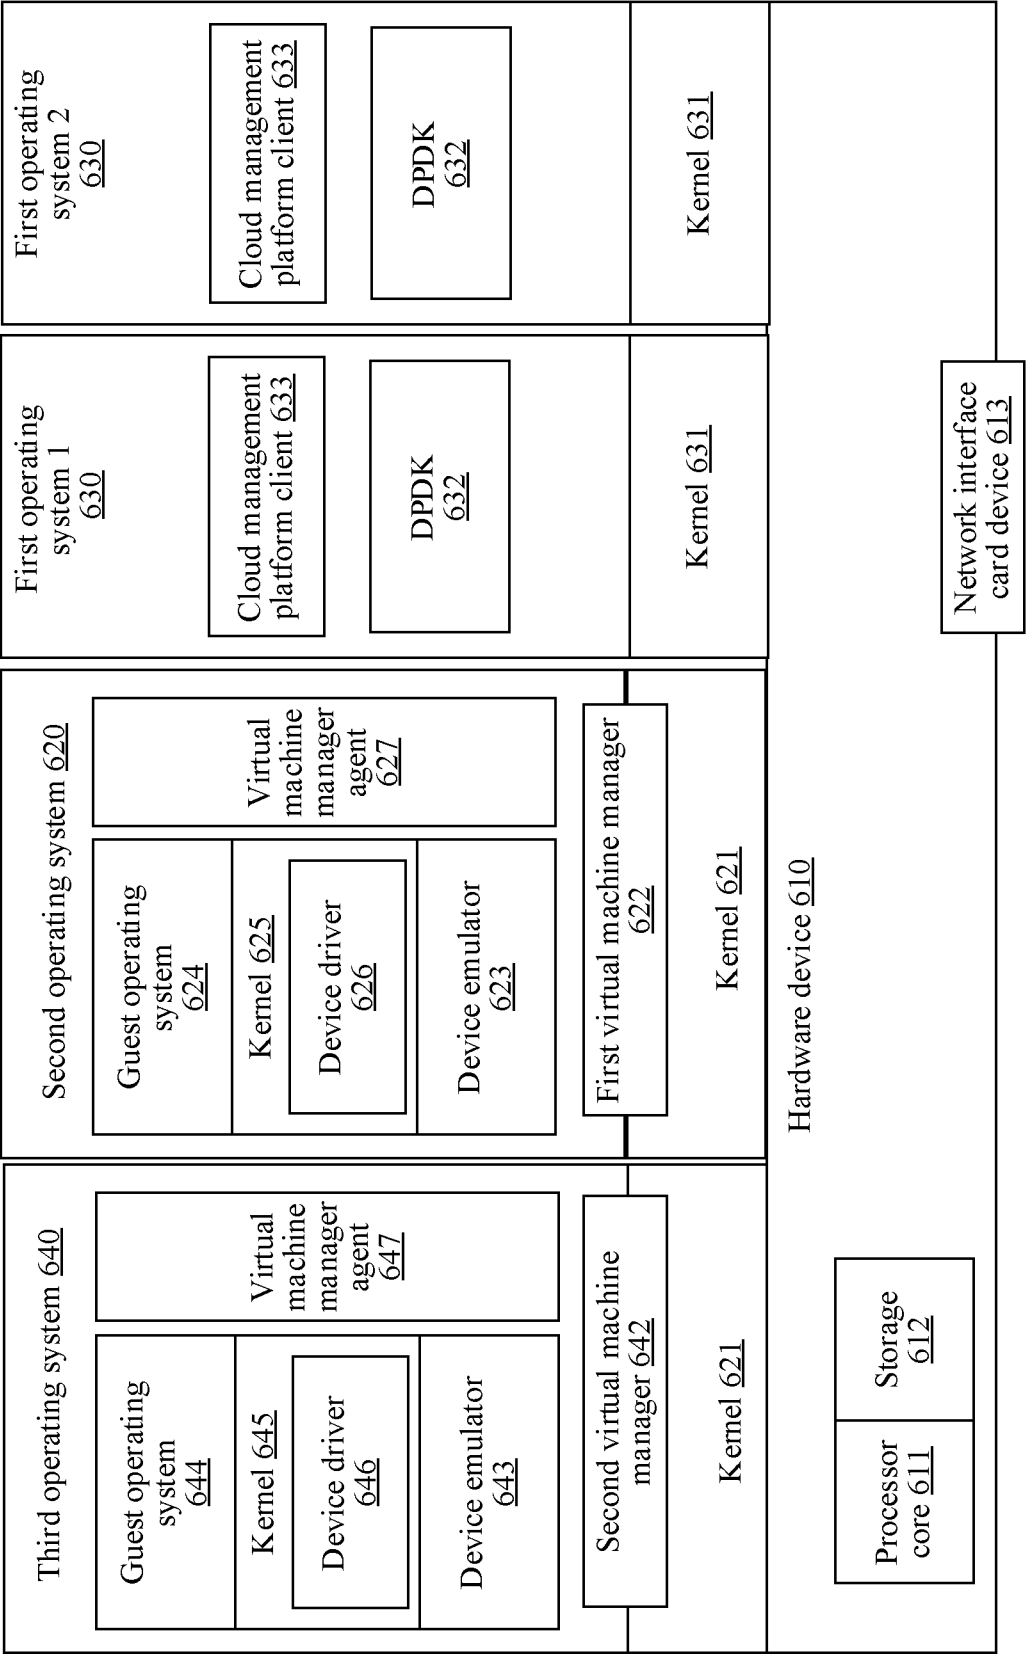 Third operating system 640
Guest operating
system
644
Kernel 645
Device driver
646
Device emulator
643
Virtual
machine
manager
agent
647
Second virtual machine
manager 642
Kernel 621
Second operating system 620
Guest operating
system
624
Kernel 625
Device driver
626
Device emulator
623
Virtual
machine
manager
agent
627
First virtual machine manager
622
Kernel 621
First operating
system 1
630
Cloud management
platform client 633
DPDK
632
Kernel 631
First operating
system 2
630
Cloud management
platform client 633
DPDK
632
Kernel 631
Hardware device 610
Processor
core 611
Storage
612
Network interface
card device 613